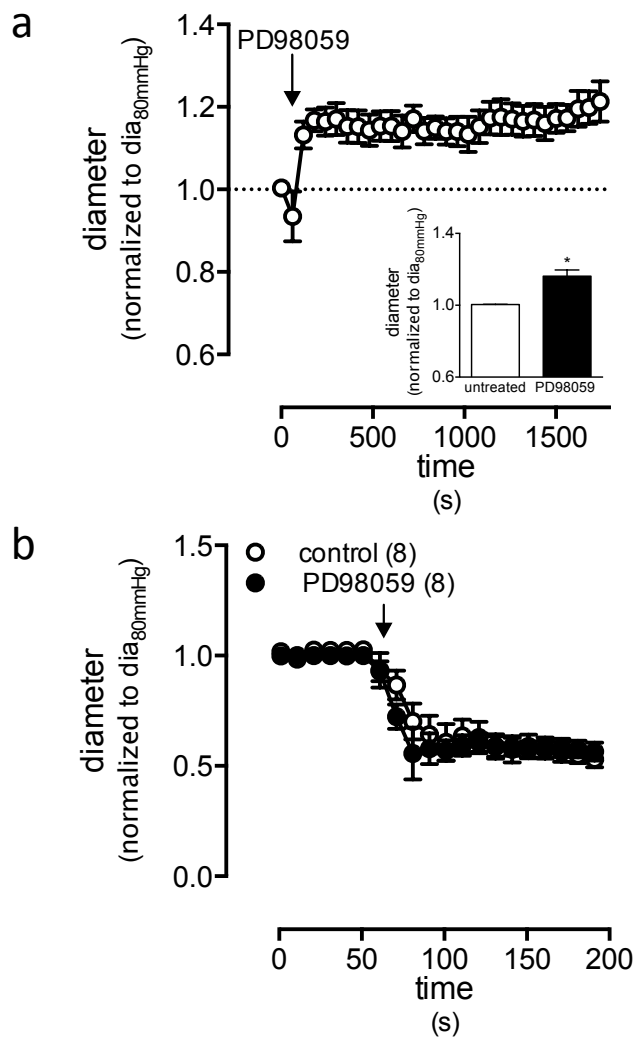 a
PD98059
1.4
1.2
1.0
0.8
0.6
diameter
(normalized to dia80mmHg)
diameter
(normalized to dia80mmHg)
1.4
1.0
0.6
*
untreated PD98059
0 500 1000 1500
time
(s)
b
control (8)
PD98059 (8)
1.5
1.0
0.5
0.0
diameter
(normalized to dia80mmHg)
0 50 100 150 200
time
(s)